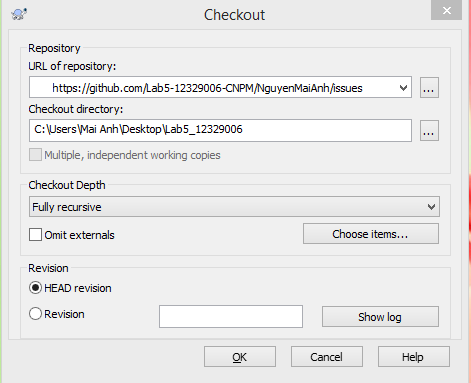 Checkout
Repository
URL of repository:
https://github.com/Lab5-12329006-CNPM/NguyenMaiAnh/issues
...
Checkout directory:
C:\Users\Mai Anh\Desktop\Lab5_12329006
...
Multiple, independent working copies
Checkout Depth
Fully recursive
Omit externals
Choose items...
Revision
HEAD revision
Revision
Show log
OK
Cancel
Help